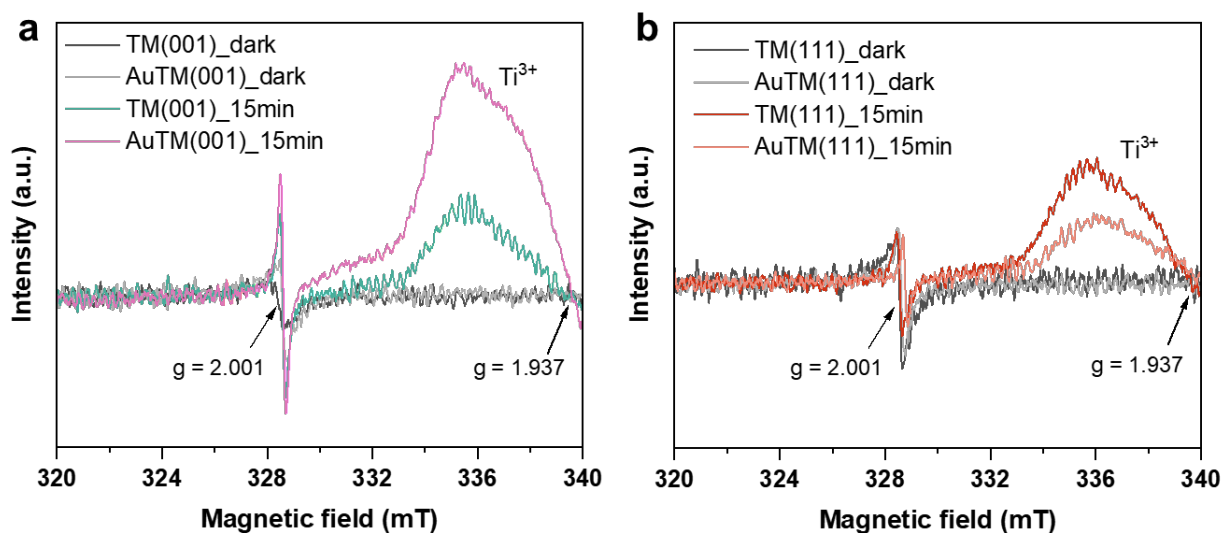 a
TM(001)_dark
AuTM(001)_dark
TM(001)_15min
AuTM(001)_15min
Ti³⁺
g = 2.001
g = 1.937
Intensity (a.u.)
320 324 328 332 336 340
Magnetic field (mT)
b
TM(111)_dark
AuTM(111)_dark
TM(111)_15min
AuTM(111)_15min
Ti³⁺
g = 2.001
g = 1.937
Intensity (a.u.)
320 324 328 332 336 340
Magnetic field (mT)